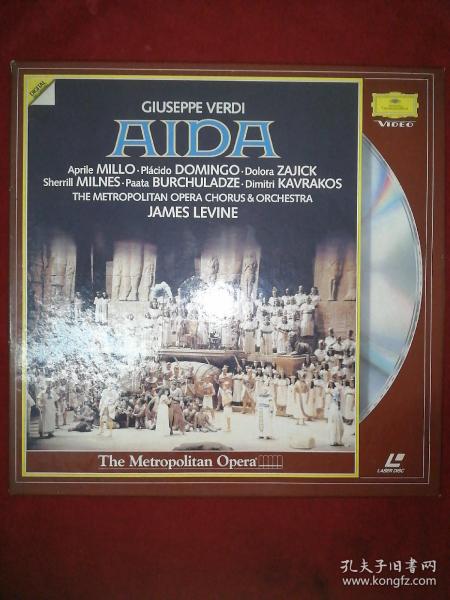 DIGITAL
GIUSEPPE VERDI
AIDA
Aprile MILLO · Plácido DOMINGO · Dolora ZAJICK
Sherrill MILNES · Paata BURCHULADZE · Dimitri KAVRAKOS
THE METROPOLITAN OPERA CHORUS & ORCHESTRA
JAMES LEVINE
VIDEO
The Metropolitan Opera
LASER DISC
孔夫子旧书网
www.kongfz.com